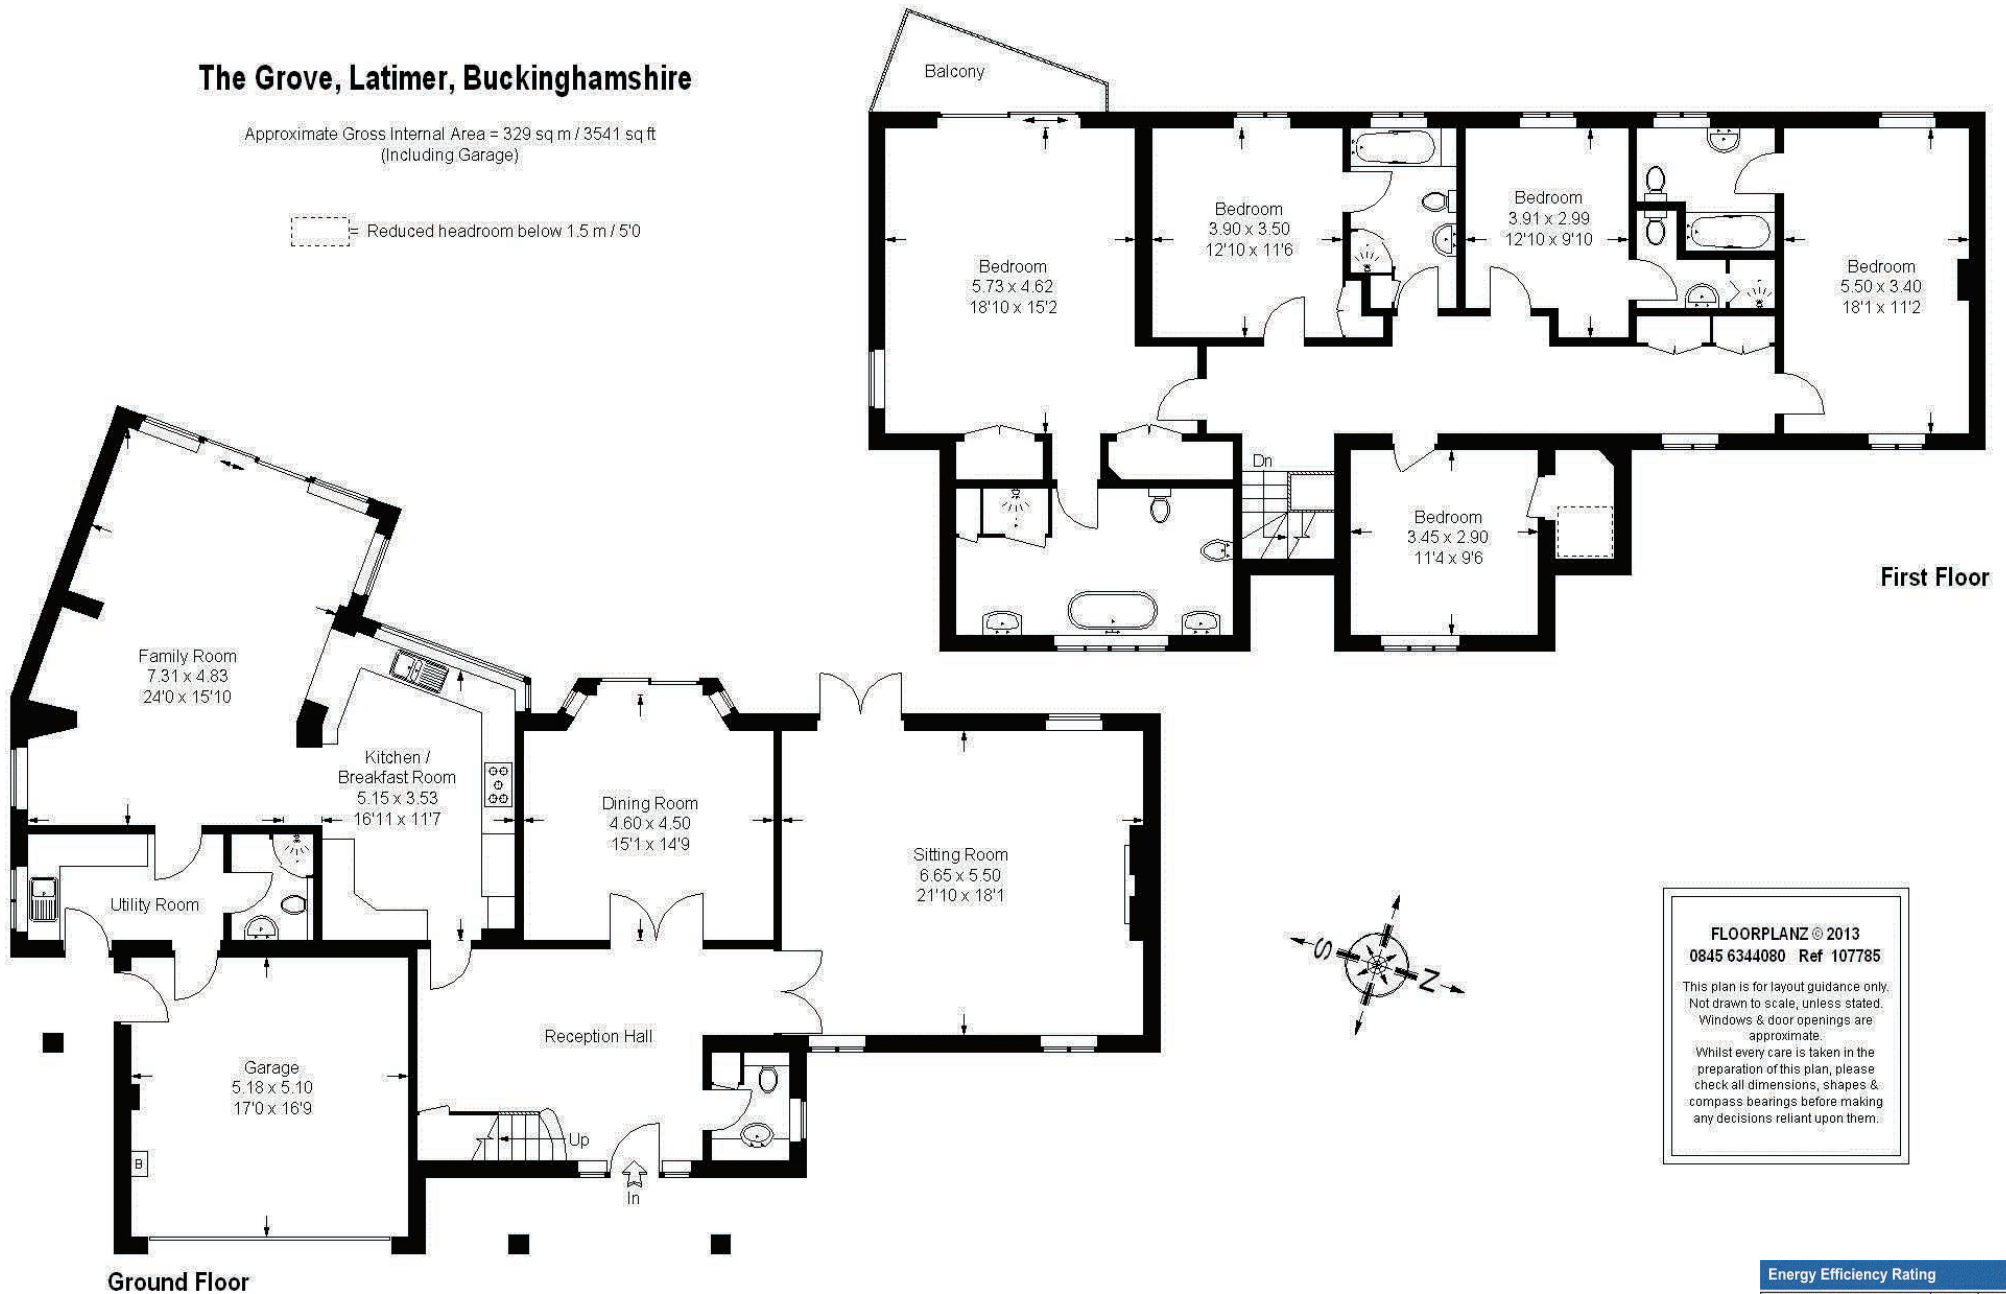 The Grove, Latimer, Buckinghamshire
Approximate Gross Internal Area = 329 sq m / 3541 sq ft
(Including Garage)
= Reduced headroom below 1.5 m / 5'0
Balcony
Bedroom
5.73 x 4.62
18'10 x 15'2
Bedroom
3.90 x 3.50
12'10 x 11'6
Bedroom
3.91 x 2.99
12'10 x 9'10
Bedroom
5.50 x 3.40
18'1 x 11'2
Dn
Bedroom
3.45 x 2.90
11'4 x 9'6
First Floor
Family Room
7.31 x 4.83
24'0 x 15'10
Kitchen /
Breakfast Room
5.15 x 3.53
16'11 x 11'7
Dining Room
4.60 x 4.50
15'1 x 14'9
Sitting Room
6.65 x 5.50
21'10 x 18'1
Utility Room
Reception Hall
Garage
5.18 x 5.10
17'0 x 16'9
B
Up
In
Ground Floor
S
N
FLOORPLANZ © 2013
0845 6344080 Ref 107785
This plan is for layout guidance only.
Not drawn to scale, unless stated.
Windows & door openings are
approximate.
Whilst every care is taken in the
preparation of this plan, please
check all dimensions, shapes &
compass bearings before making
any decisions reliant upon them.
Energy Efficiency Rating